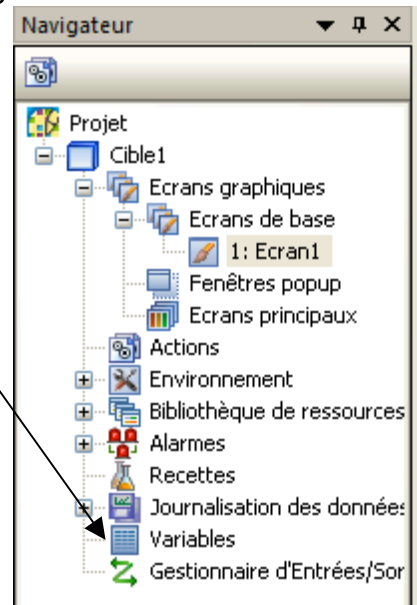 Navigateur
Projet
Cible1
Ecrans graphiques
Ecrans de base
1: Ecran1
Fenêtres popup
Ecrans principaux
Actions
Environnement
Bibliothèque de ressources
Alarmes
Recettes
Journalisation des données
Variables
Gestionnaire d'Entrées/Sor